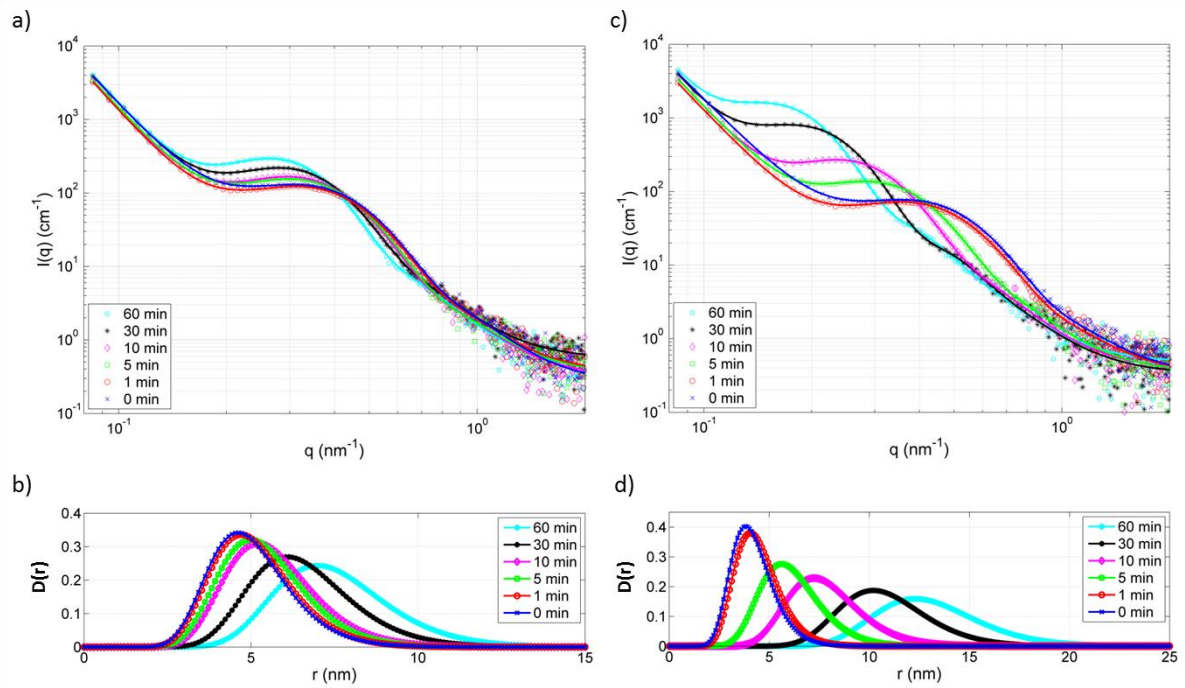 a)
10^4
10^3
10^2
10^1
10^0
10^-1
I(q) (cm^-1)
60 min
30 min
10 min
5 min
1 min
0 min
10^-1
10^0
q (nm^-1)
c)
10^4
10^3
10^2
10^1
10^0
10^-1
I(q) (cm^-1)
60 min
30 min
10 min
5 min
1 min
0 min
10^-1
10^0
q (nm^-1)
b)
0.4
0.3
0.2
0.1
0
D(r)
60 min
30 min
10 min
5 min
1 min
0 min
0
5
10
15
r (nm)
d)
0.4
0.3
0.2
0.1
0
D(r)
60 min
30 min
10 min
5 min
1 min
0 min
0
5
10
15
20
25
r (nm)